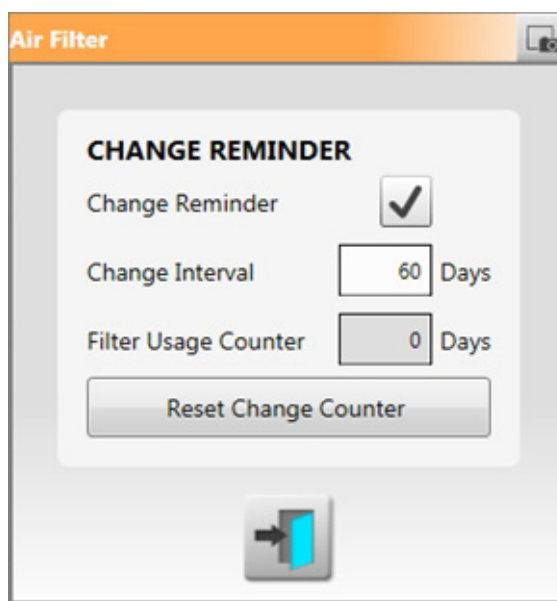 Air Filter
CHANGE REMINDER
Change Reminder
Change Interval 60 Days
Filter Usage Counter 0 Days
Reset Change Counter